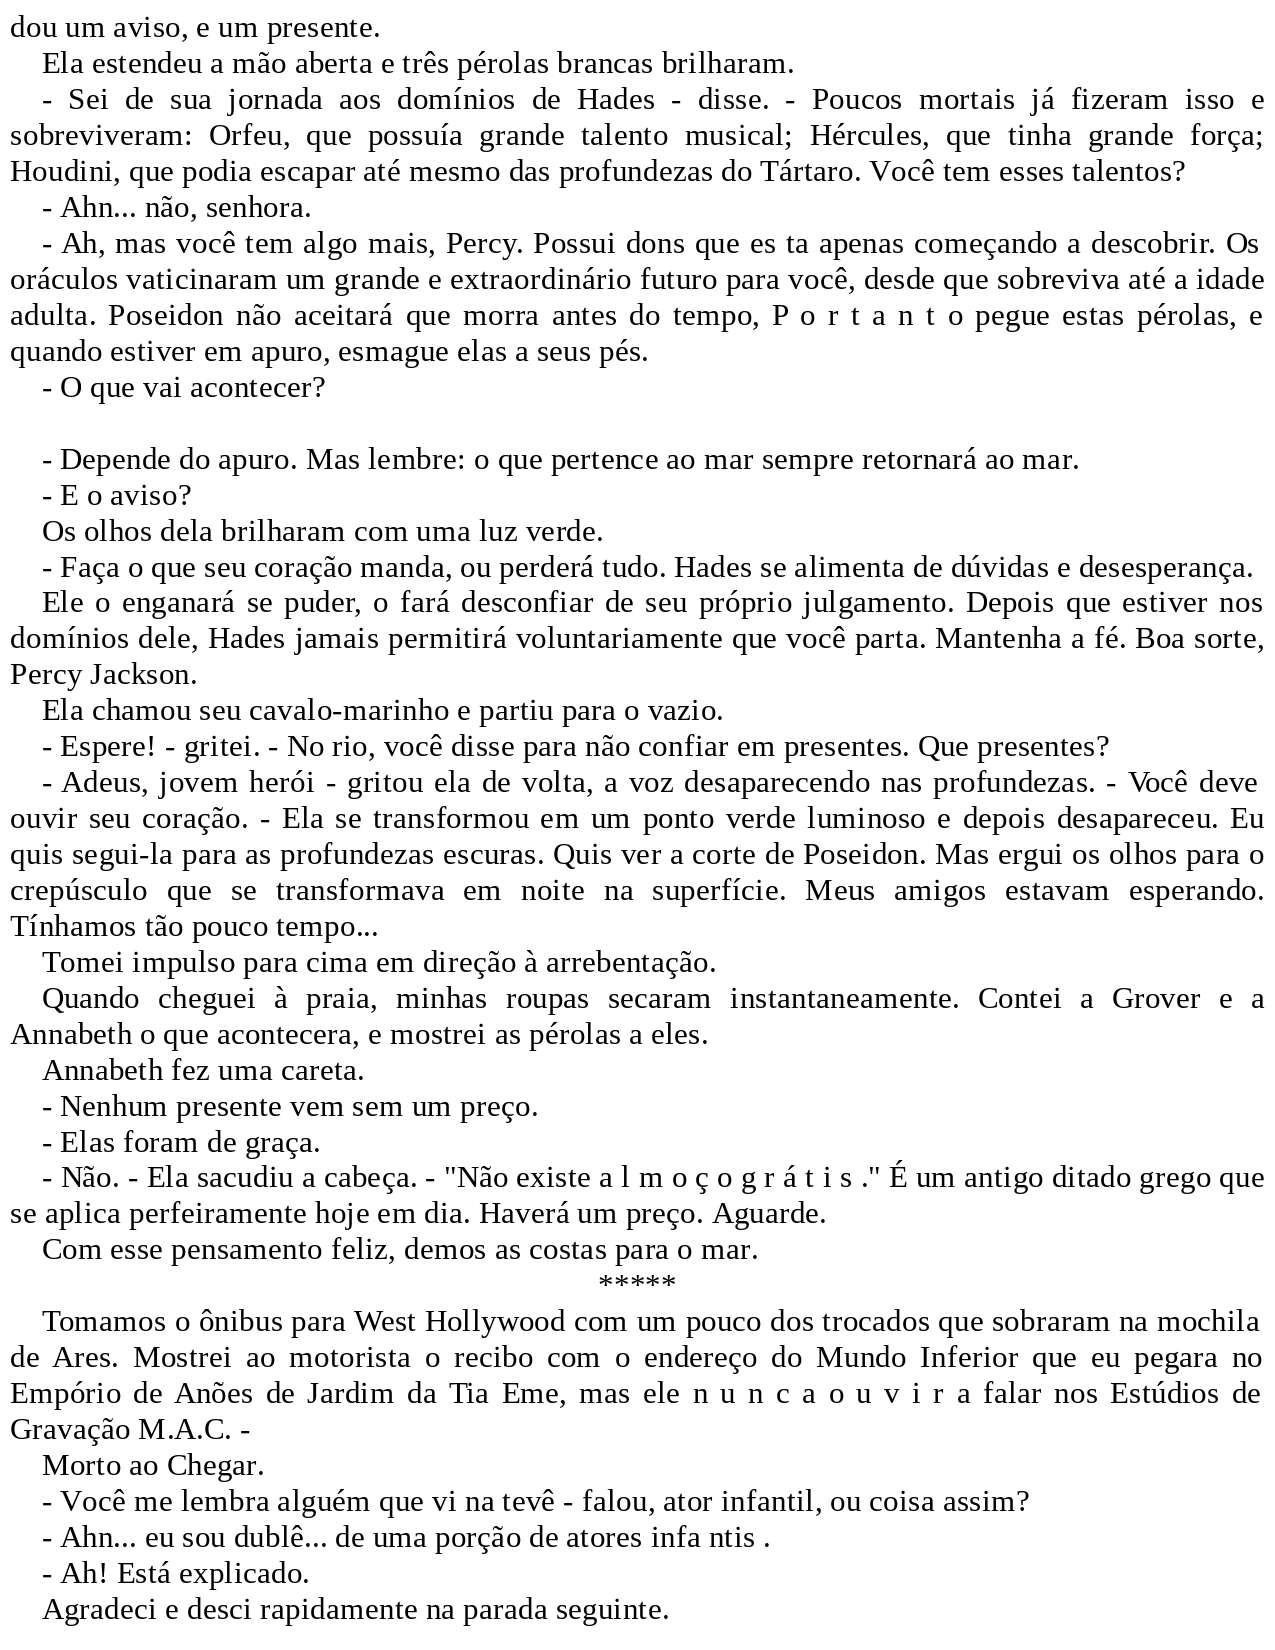 dou um aviso, e um presente.
Ela estendeu a mão aberta e três pérolas brancas brilharam.
- Sei de sua jornada aos domínios de Hades - disse. - Poucos mortais já fizeram isso e
sobreviveram: Orfeu, que possuía grande talento musical; Hércules, que tinha grande força;
Houdini, que podia escapar até mesmo das profundezas do Tártaro. Você tem esses talentos?
- Ahn... não, senhora.
- Ah, mas você tem algo mais, Percy. Possui dons que es ta apenas começando a descobrir. Os
oráculos vaticinaram um grande e extraordinário futuro para você, desde que sobreviva até a idade
adulta. Poseidon não aceitará que morra antes do tempo, P o r t a n t o pegue estas pérolas, e
quando estiver em apuro, esmague elas a seus pés.
- O que vai acontecer?
- Depende do apuro. Mas lembre: o que pertence ao mar sempre retornará ao mar.
- E o aviso?
Os olhos dela brilharam com uma luz verde.
- Faça o que seu coração manda, ou perderá tudo. Hades se alimenta de dúvidas e desesperança.
Ele o enganará se puder, o fará desconfiar de seu próprio julgamento. Depois que estiver nos
domínios dele, Hades jamais permitirá voluntariamente que você parta. Mantenha a fé. Boa sorte,
Percy Jackson.
Ela chamou seu cavalo-marinho e partiu para o vazio.
- Espere! - gritei. - No rio, você disse para não confiar em presentes. Que presentes?
- Adeus, jovem herói - gritou ela de volta, a voz desaparecendo nas profundezas. - Você deve
ouvir seu coração. - Ela se transformou em um ponto verde luminoso e depois desapareceu. Eu
quis segui-la para as profundezas escuras. Quis ver a corte de Poseidon. Mas ergui os olhos para o
crepúsculo que se transformava em noite na superfície. Meus amigos estavam esperando.
Tínhamos tão pouco tempo...
Tomei impulso para cima em direção à arrebentação.
Quando cheguei à praia, minhas roupas secaram instantaneamente. Contei a Grover e a
Annabeth o que acontecera, e mostrei as pérolas a eles.
Annabeth fez uma careta.
- Nenhum presente vem sem um preço.
- Elas foram de graça.
- Não. - Ela sacudiu a cabeça. - "Não existe a l m o ç o g r á t i s ." É um antigo ditado grego que
se aplica perfeiramente hoje em dia. Haverá um preço. Aguarde.
Com esse pensamento feliz, demos as costas para o mar.
*****
Tomamos o ônibus para West Hollywood com um pouco dos trocados que sobraram na mochila
de Ares. Mostrei ao motorista o recibo com o endereço do Mundo Inferior que eu pegara no
Empório de Anões de Jardim da Tia Eme, mas ele n u n c a o u v i r a falar nos Estúdios de
Gravação M.A.C. -
Morto ao Chegar.
- Você me lembra alguém que vi na tevê - falou, ator infantil, ou coisa assim?
- Ahn... eu sou dublê... de uma porção de atores infa ntis .
- Ah! Está explicado.
Agradeci e desci rapidamente na parada seguinte.